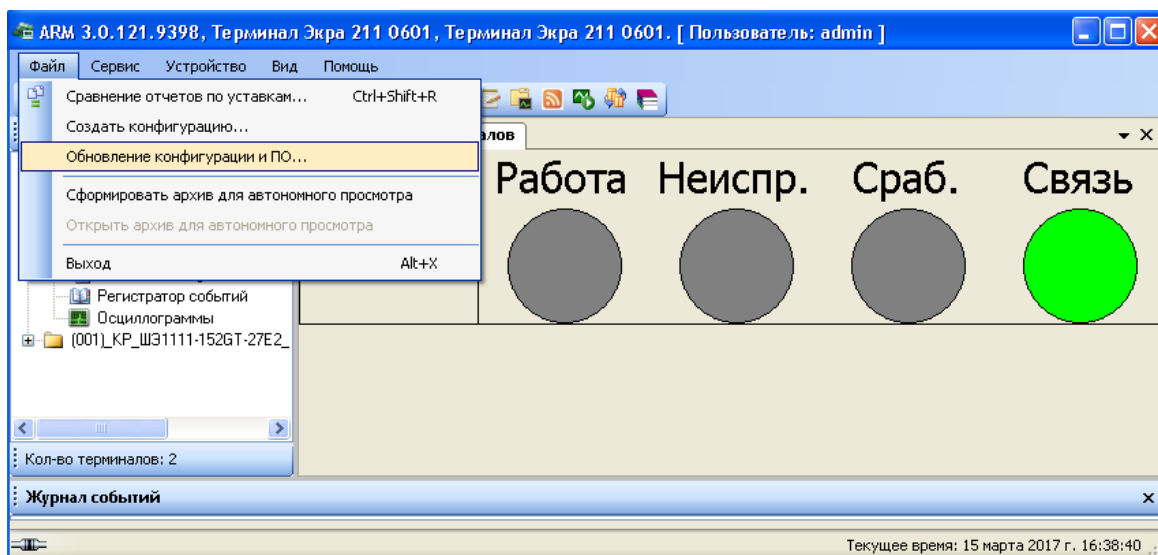 ARM 3.0.121.9398, Терминал Экра 211 0601, Терминал Экра 211 0601. [ Пользователь: admin ]
Файл Сервис Устройство Вид Помощь
Сравнение отчетов по уставкам... Ctrl+Shift+R
Создать конфигурацию...
алов
Обновление конфигурации и ПО...
Сформировать архив для автономного просмотра
Открыть архив для автономного просмотра
Выход Alt+X
Работа Неиспр. Сраб. Связь
Регистратор событий
Осциллограммы
(001)_КР_ШЭ1111-152GT-27E2_
Кол-во терминалов: 2
Журнал событий
Текущее время: 15 марта 2017 г. 16:38:40